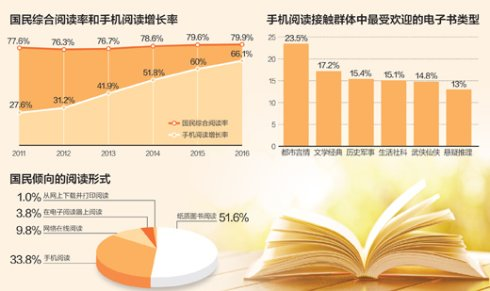 国民综合阅读率和手机阅读增长率
77.6% 76.3% 76.7% 78.6% 79.6% 79.9%
66.1%
60%
51.8%
41.9%
31.2%
27.6%
国民综合阅读率
手机阅读增长率
2011 2012 2013 2014 2015 2016
手机阅读接触群体中最受欢迎的电子书类型
25
20
15
10
5
0
23.5%
17.2%
15.4%
15.1%
14.8%
13%
都市言情 文学经典 历史军事 生活社科 武侠仙侠 悬疑推理
国民倾向的阅读形式
1.0% 从网上下载并打印阅读
3.8% 在电子阅读器上阅读
9.8% 网络在线阅读
33.8% 手机阅读
纸质图书阅读 51.6%